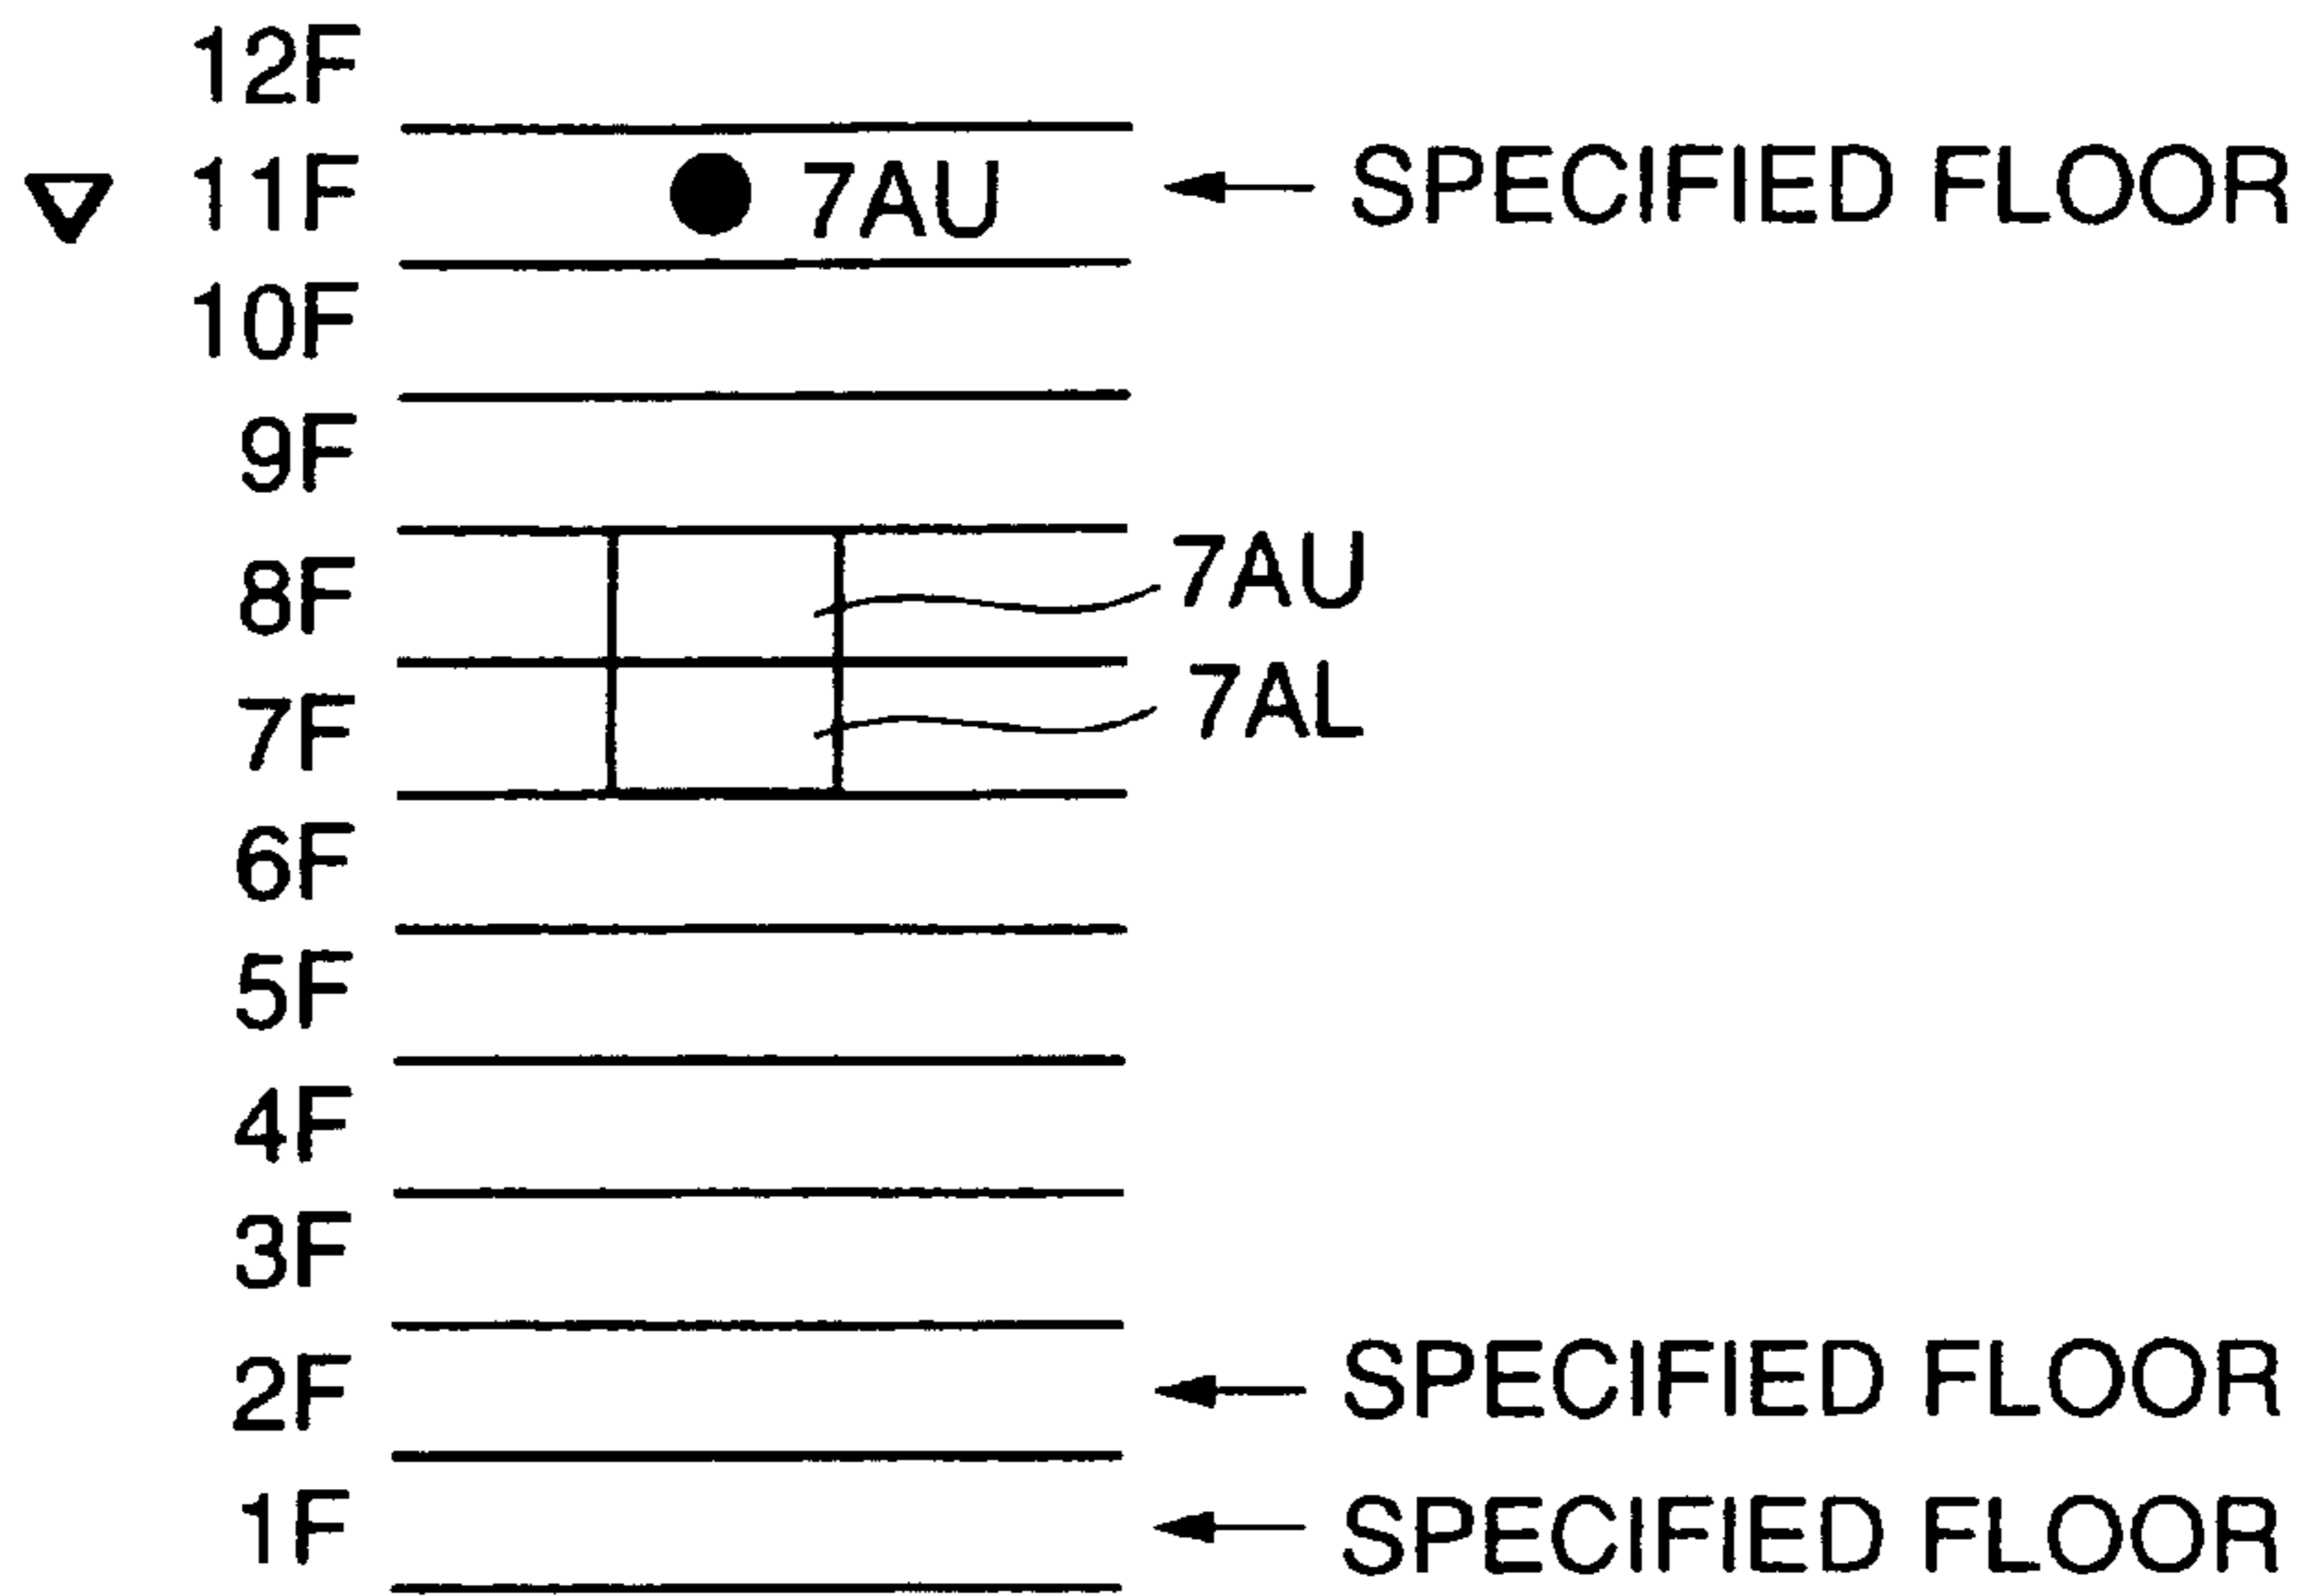 12F
11F 7AU SPECIFIED FLOOR
10F
9F
8F 7AU
7F 7AL
6F
5F
4F
3F
2F SPECIFIED FLOOR
1F SPECIFIED FLOOR